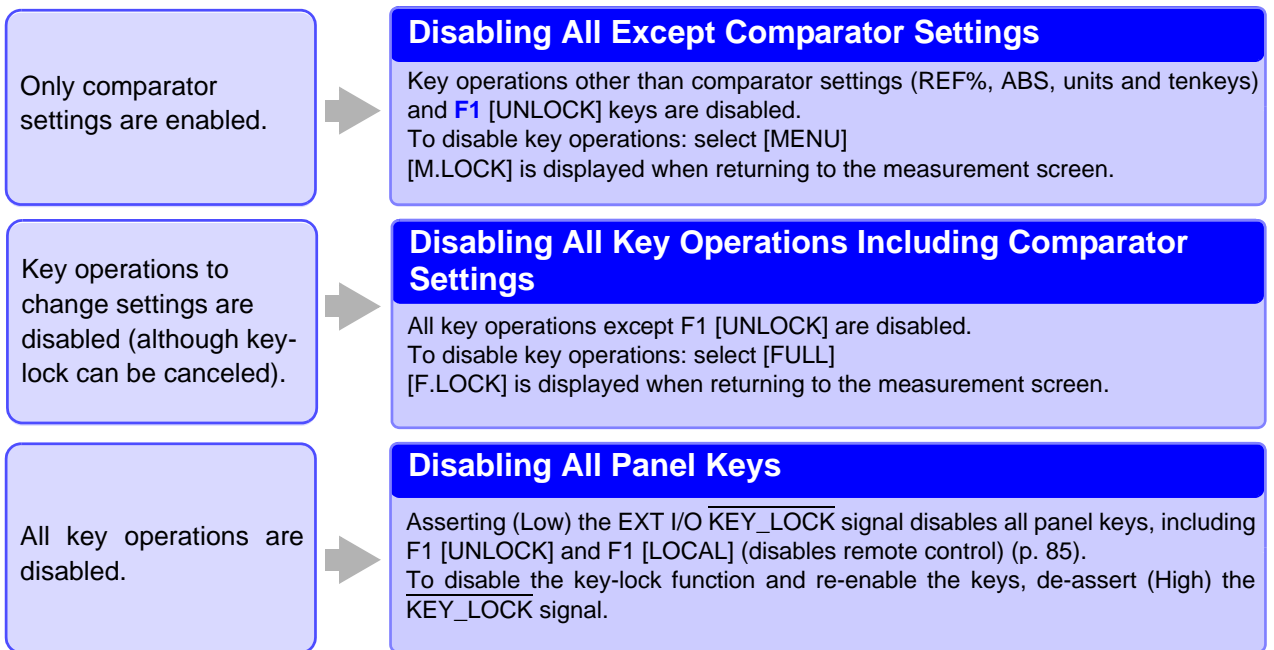 Only comparator
settings are enabled.
Disabling All Except Comparator Settings
Key operations other than comparator settings (REF%, ABS, units and tenkeys)
and F1 [UNLOCK] keys are disabled.
To disable key operations: select [MENU]
[M.LOCK] is displayed when returning to the measurement screen.
Key operations to
change settings are
disabled (although key-
lock can be canceled).
Disabling All Key Operations Including Comparator
Settings
All key operations except F1 [UNLOCK] are disabled.
To disable key operations: select [FULL]
[F.LOCK] is displayed when returning to the measurement screen.
All key operations are
disabled.
Disabling All Panel Keys
Asserting (Low) the EXT I/O KEY_LOCK signal disables all panel keys, including
F1 [UNLOCK] and F1 [LOCAL] (disables remote control) (p. 85).
To disable the key-lock function and re-enable the keys, de-assert (High) the
KEY_LOCK signal.